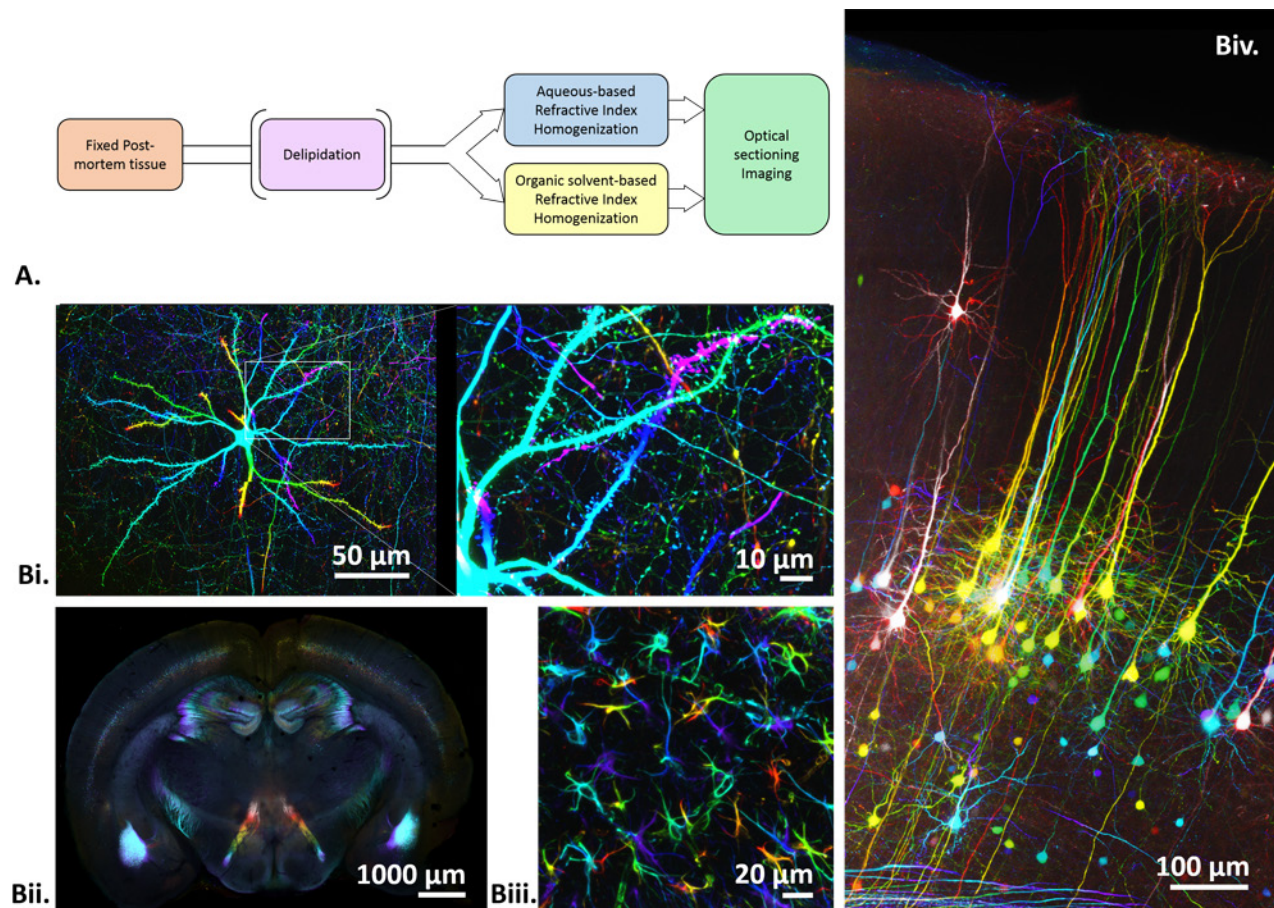 Fixed Post-
mortem tissue
Delipidation
Aqueous-based
Refractive Index
Homogenization
Organic solvent-based
Refractive Index
Homogenization
Optical
sectioning
Imaging
A.
Bi.
50 µm
10 µm
Bii.
1000 µm
Biii.
20 µm
Biv.
100 µm